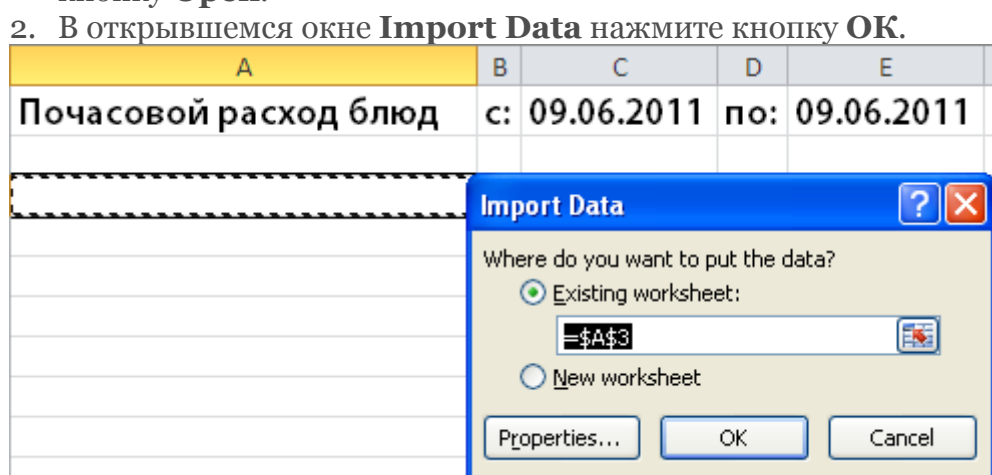 кнопку Open.
2. В открывшемся окне Import Data нажмите кнопку OK.
A B C D E
Почасовой расход блюд с: 09.06.2011 по: 09.06.2011
Import Data
Where do you want to put the data?
Existing worksheet:
=$A$3
New worksheet
Properties... OK Cancel